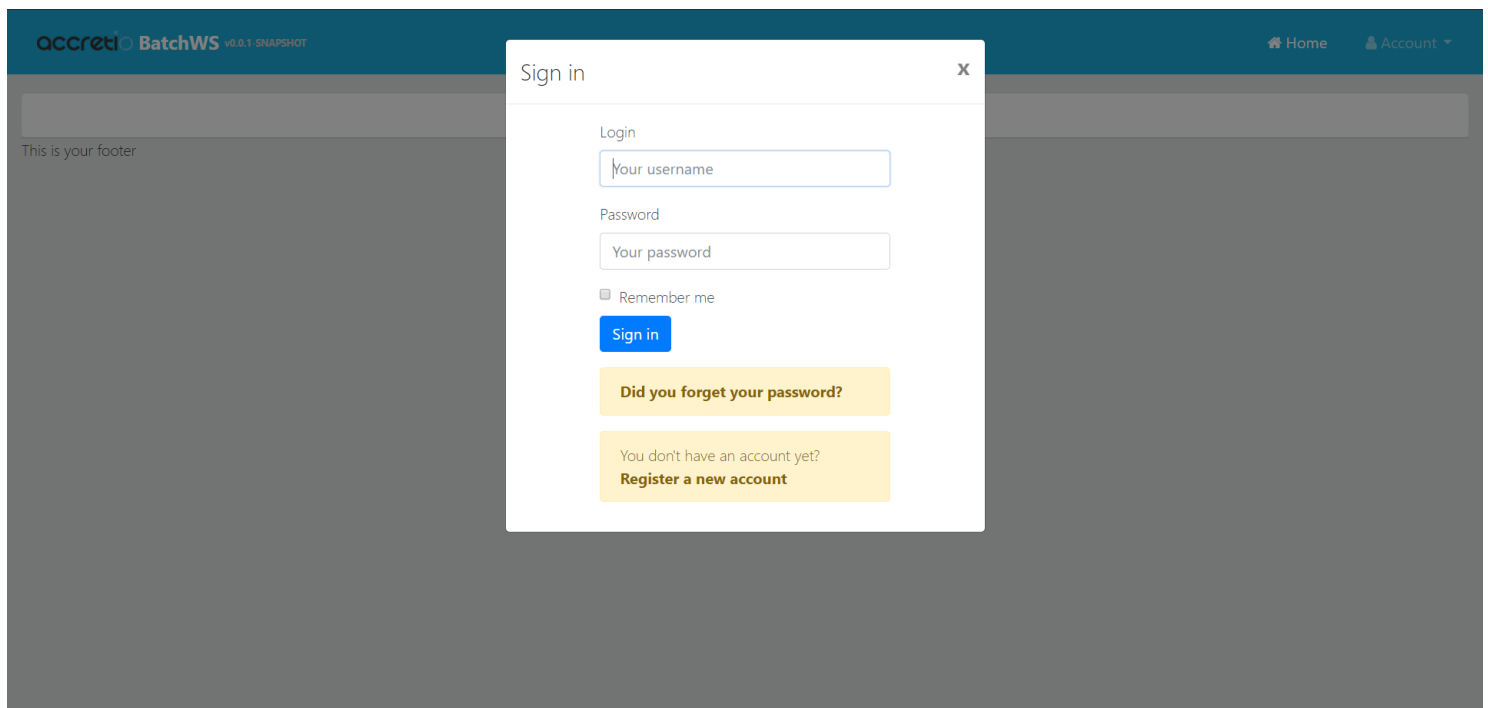 accretio BatchWS v0.0.1-SNAPSHOT
Home
Account
Sign in
x
Login
Your username
Password
Your password
Remember me
Sign in
Did you forget your password?
You don't have an account yet?
Register a new account
This is your footer